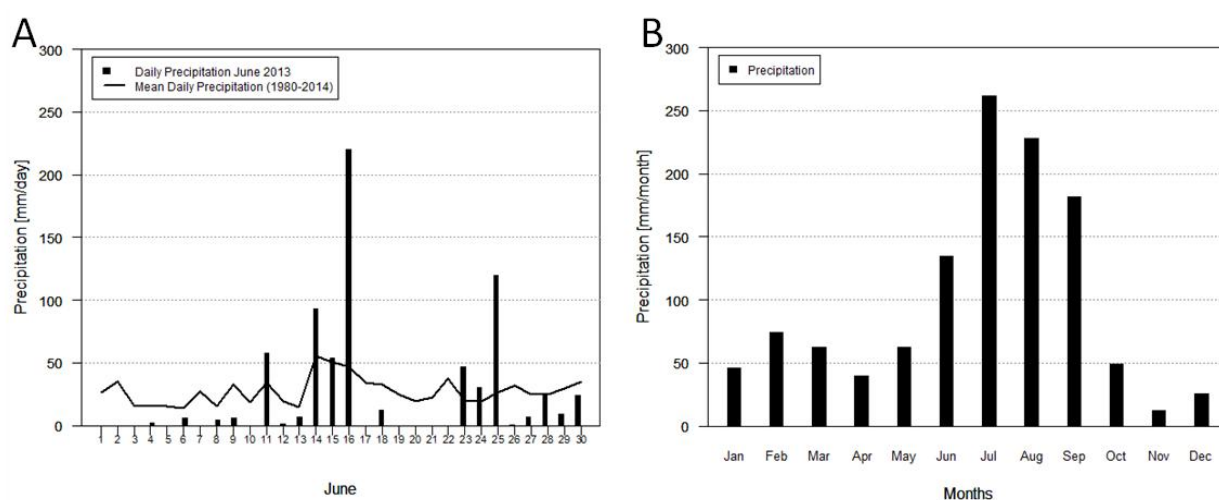 A
300
250
200
150
100
50
0
Precipitation [mm/day]
Daily Precipitation June 2013
Mean Daily Precipitation (1980-2014)
1 2 3 4 5 6 7 8 9 10 11 12 13 14 15 16 17 18 19 20 21 22 23 24 25 26 27 28 29 30
June
B
300
250
200
150
100
50
0
Precipitation [mm/month]
Precipitation
Jan Feb Mar Apr May Jun Jul Aug Sep Oct Nov Dec
Months